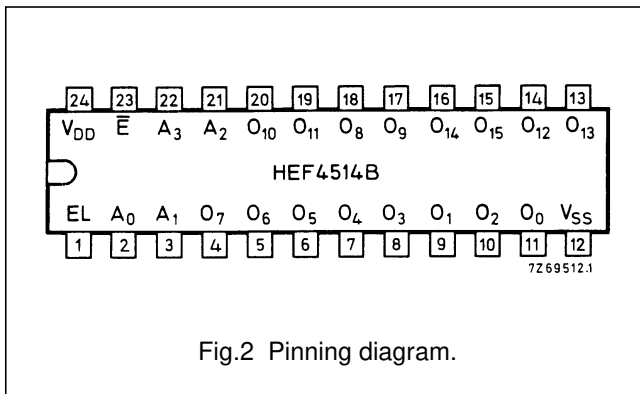 24 23 22 21 20 19 18 17 16 15 14 13
V_DD E̅ A₃ A₂ O₁₀ O₁₁ O₈ O₉ O₁₄ O₁₅ O₁₂ O₁₃
HEF4514B
EL A₀ A₁ O₇ O₆ O₅ O₄ O₃ O₁ O₂ O₀ V_SS
1 2 3 4 5 6 7 8 9 10 11 12
7Z69512.1
Fig.2 Pinning diagram.